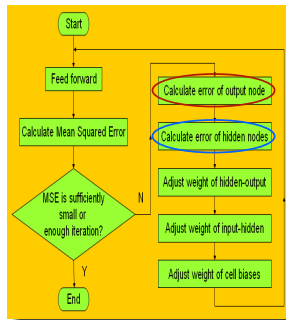 Start
Feed forward
Calculate Mean Squared Error
MSE is sufficiently
small or
enough iteration?
N
Y
End
Calculate error of output node
Calculate error of hidden nodes
Adjust weight of hidden-output
Adjust weight of input-hidden
Adjust weight of cell biases